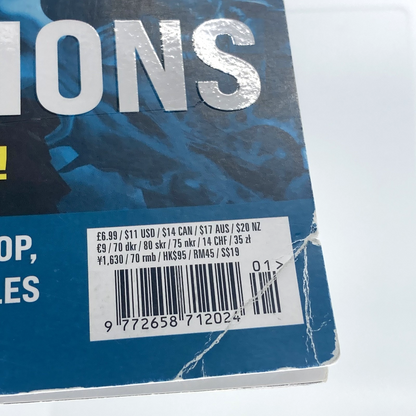 IONS
!
£6.99 / $11 USD / $14 CAN / $17 AUS / $20 NZ
€9 / 70 dkr / 80 skr / 75 nkr / 14 CHF / 35 zł
¥1,630 / 70 rmb / HK$95 / RM45 / S$19
OP,
LES
01>
9 772658 712024